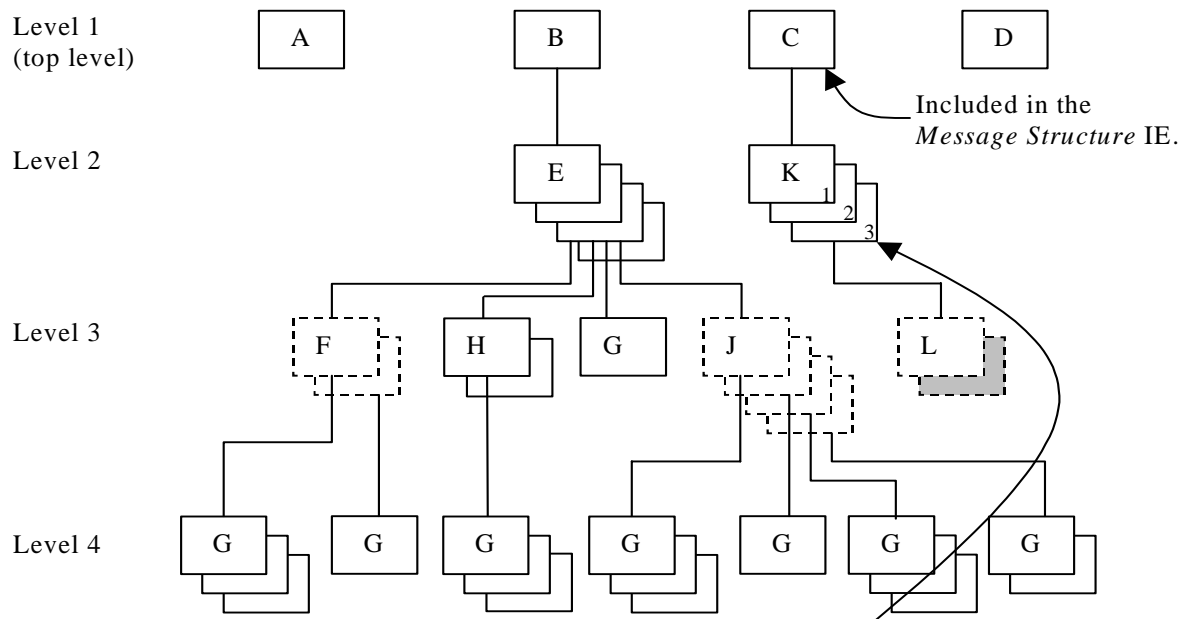 Level 1
(top level)
A
B
C
D
Included in the
Message Structure IE.
Level 2
E
K
1
2
3
Level 3
F
H
G
J
L
Level 4
G
G
G
G
G
G
G